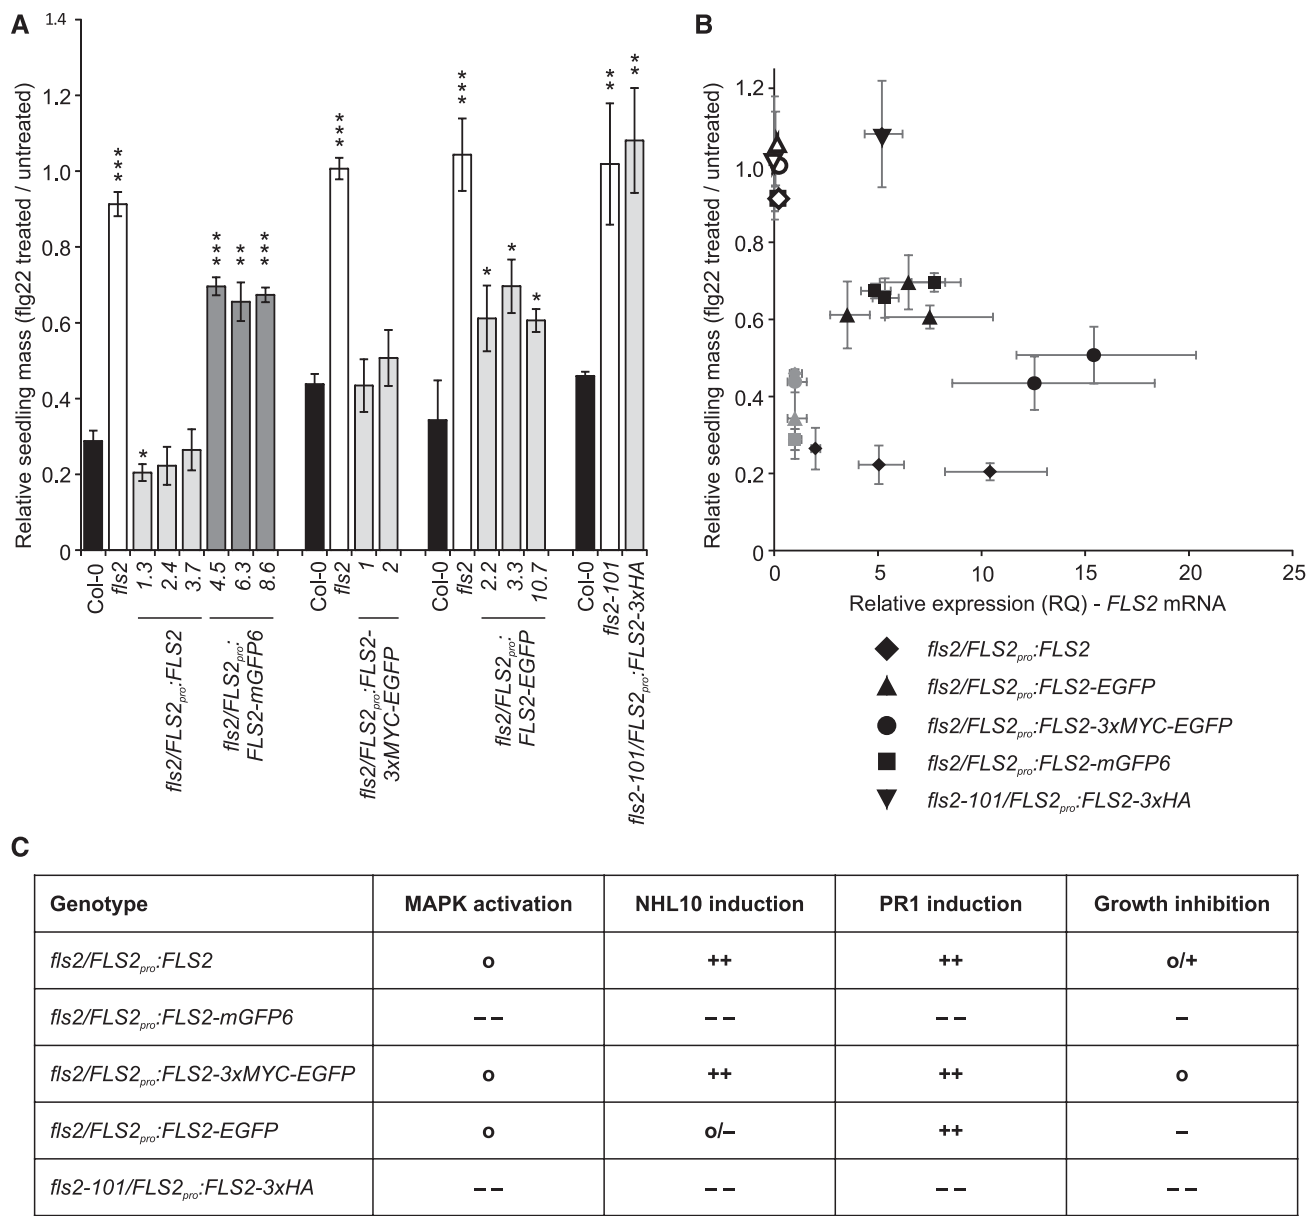 A
Relative seedling mass (flg22 treated / untreated)
1.4
1.2
1.0
0.8
0.6
0.4
0.2
0
***
*
***
**
***
***
***
*
*
*
**
**
Col-0
fls2
1.3
2.4
3.7
4.5
6.3
8.6
Col-0
fls2
1
2
Col-0
fls2
2.2
3.3
10.7
Col-0
fls2-101
fls2-101/FLS2pro:FLS2-3xHA
fls2/FLS2pro:FLS2
fls2/FLS2pro:
FLS2-mGFP6
fls2/FLS2pro:FLS2-
3xMYC-EGFP
fls2/FLS2pro:
FLS2-EGFP
B
Relative seedling mass (flg22 treated / untreated)
1.2
1.0
0.8
0.6
0.4
0.2
0
0
5
10
15
20
25
Relative expression (RQ) - FLS2 mRNA
fls2/FLS2pro:FLS2
fls2/FLS2pro:FLS2-EGFP
fls2/FLS2pro:FLS2-3xMYC-EGFP
fls2/FLS2pro:FLS2-mGFP6
fls2-101/FLS2pro:FLS2-3xHA
C
Genotype MAPK activation NHL10 induction PR1 induction Growth inhibition
fls2/FLS2pro:FLS2 o ++ ++ o/+
fls2/FLS2pro:FLS2-mGFP6 −− −− −− −
fls2/FLS2pro:FLS2-3xMYC-EGFP o ++ ++ o
fls2/FLS2pro:FLS2-EGFP o o/− ++ −
fls2-101/FLS2pro:FLS2-3xHA −− −− −− −−